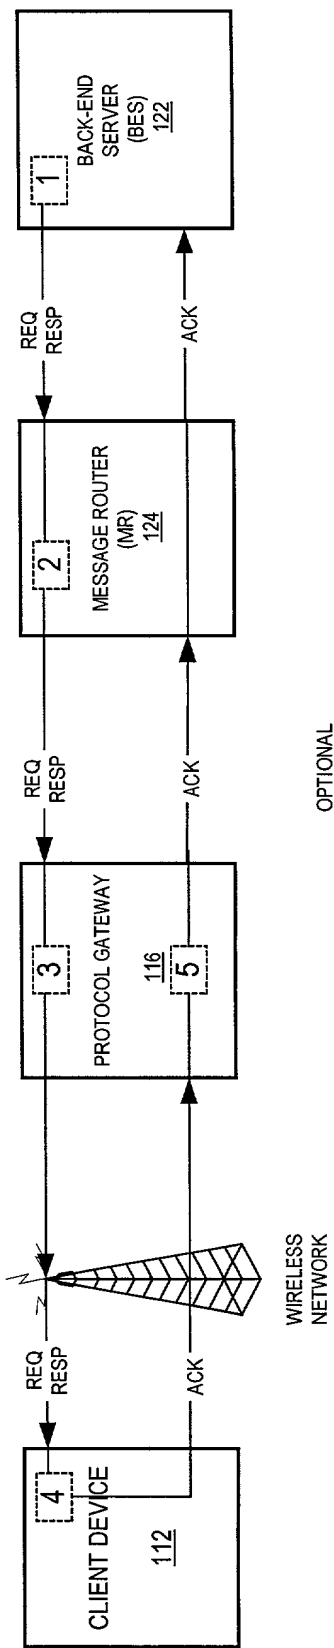 CLIENT DEVICE
112
4
REQ
RESP
ACK
WIRELESS
NETWORK
PROTOCOL GATEWAY
116
3
5
REQ
RESP
ACK
OPTIONAL
MESSAGE ROUTER
(MR)
124
2
REQ
RESP
ACK
BACK-END
SERVER
(BES)
122
1